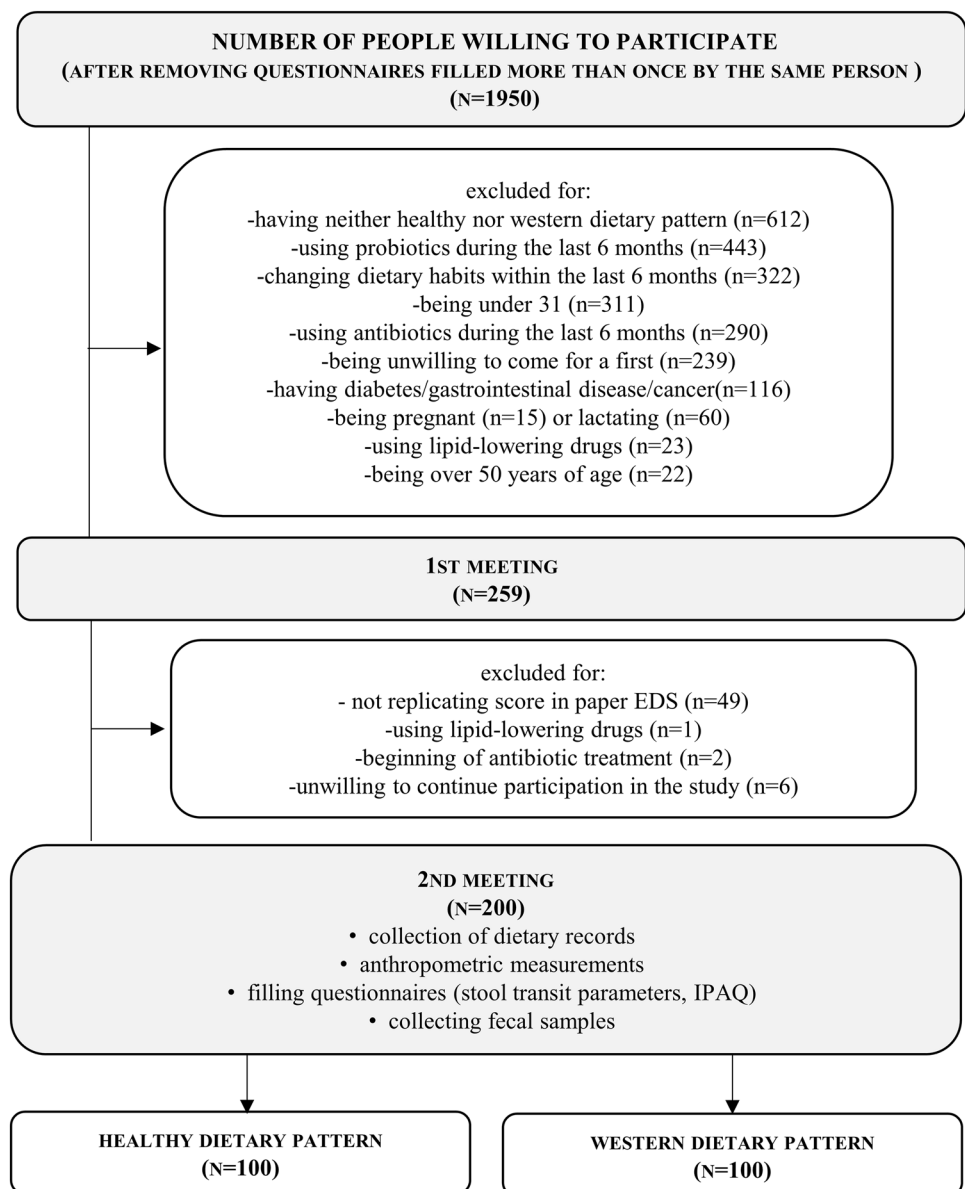 NUMBER OF PEOPLE WILLING TO PARTICIPATE
(AFTER REMOVING QUESTIONNAIRES FILLED MORE THAN ONCE BY THE SAME PERSON )
(N=1950)
excluded for:
-having neither healthy nor western dietary pattern (n=612)
-using probiotics during the last 6 months (n=443)
-changing dietary habits within the last 6 months (n=322)
-being under 31 (n=311)
-using antibiotics during the last 6 months (n=290)
-being unwilling to come for a first (n=239)
-having diabetes/gastrointestinal disease/cancer(n=116)
-being pregnant (n=15) or lactating (n=60)
-using lipid-lowering drugs (n=23)
-being over 50 years of age (n=22)
1ST MEETING
(N=259)
excluded for:
- not replicating score in paper EDS (n=49)
-using lipid-lowering drugs (n=1)
-beginning of antibiotic treatment (n=2)
-unwilling to continue participation in the study (n=6)
2ND MEETING
(N=200)
• collection of dietary records
• anthropometric measurements
• filling questionnaires (stool transit parameters, IPAQ)
• collecting fecal samples
HEALTHY DIETARY PATTERN
(N=100)
WESTERN DIETARY PATTERN
(N=100)